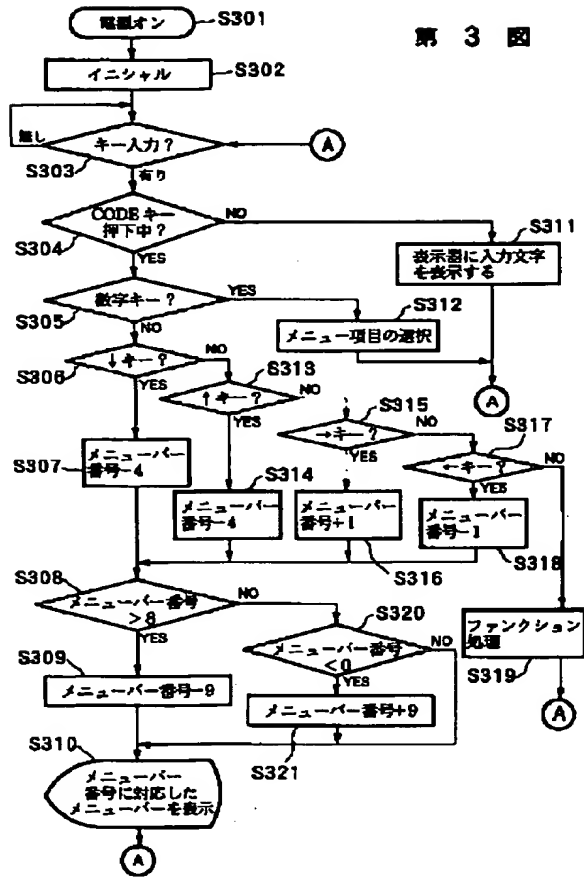 第 3 図
電源オン
S301
イニシャル
S302
無し
キー入力？
A
S303
有り
CODEキー
押下中？
NO
S304
YES
S311
表示器に入力文字
を表示する
数字キー？
YES
S305
NO
S312
メニュー項目の選択
A
↓キー？
NO
S306
YES
S313
↑キー？
NO
YES
S315
→キー？
NO
YES
S317
←キー？
NO
YES
メニューバー
番号-4
S307
S314
メニューバー
番号-4
メニューバー
番号+1
S316
メニューバー
番号-1
S318
S308
メニューバー番号
>8
NO
YES
S320
メニューバー番号
<0
NO
YES
ファンクション
処理
S319
A
S309
メニューバー番号-9
メニューバー番号+9
S321
S310
メニューバー
番号に対応した
メニューバーを表示
A